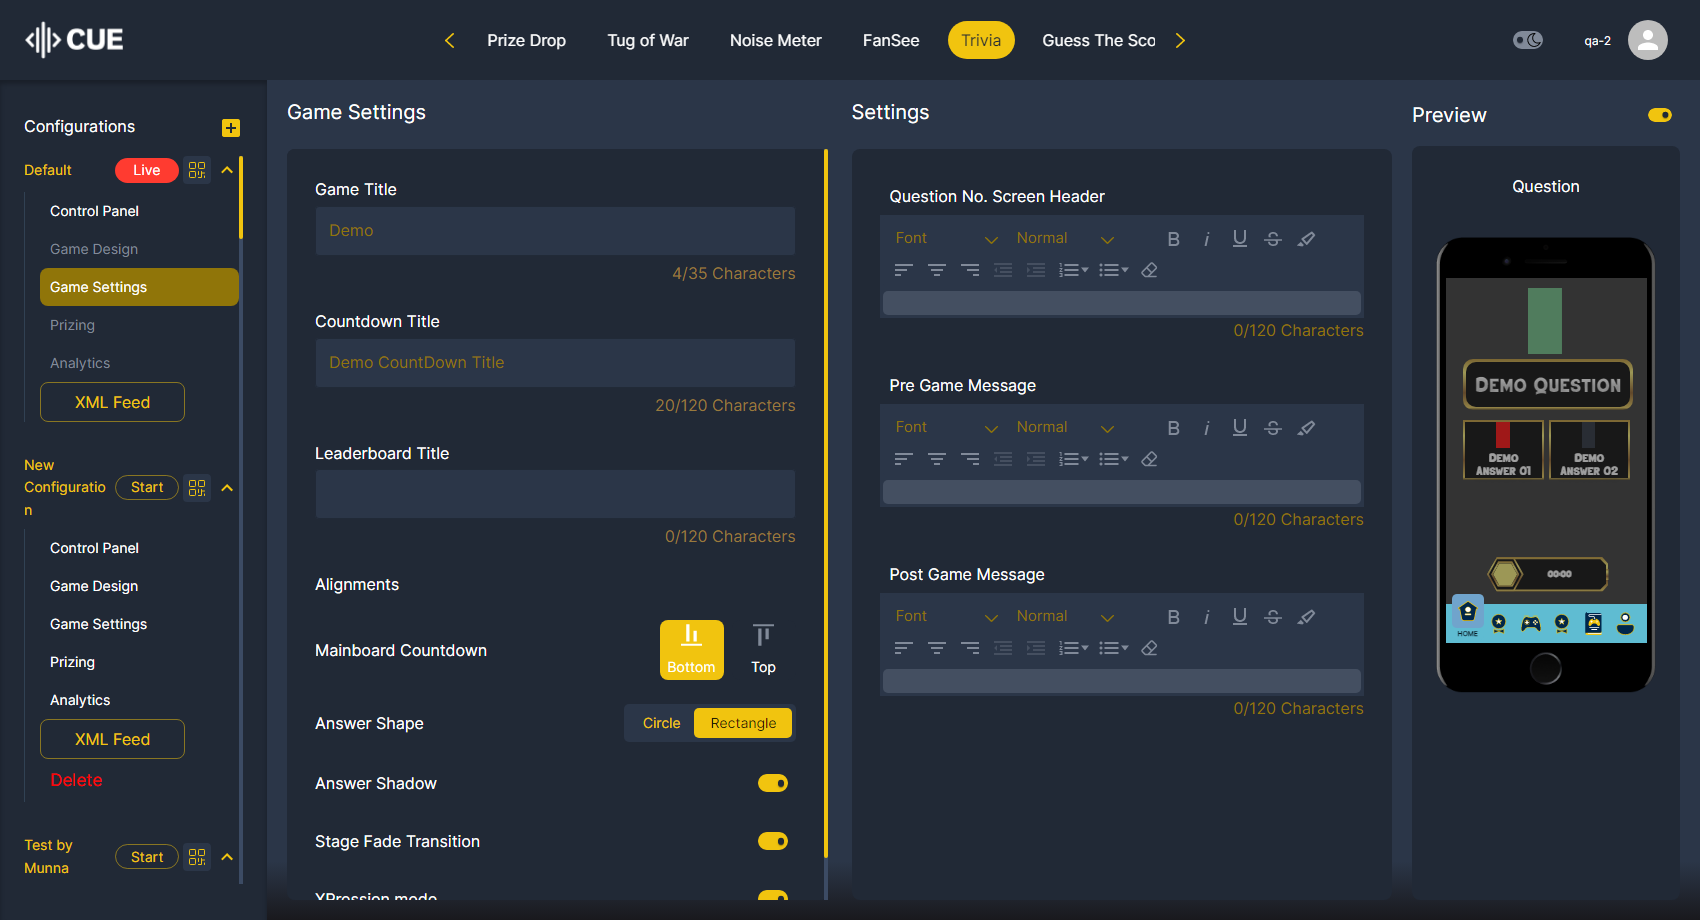 CUE
Prize Drop
Tug of War
Noise Meter
FanSee
Trivia
Guess The Sco
qa-2
Configurations
Default
Live
Control Panel
Game Design
Game Settings
Prizing
Analytics
XML Feed
New
Configuratio
n
Start
Control Panel
Game Design
Game Settings
Prizing
Analytics
XML Feed
Delete
Test by
Munna
Start
Game Settings
Game Title
Demo
4/35 Characters
Countdown Title
Demo CountDown Title
20/120 Characters
Leaderboard Title
0/120 Characters
Alignments
Mainboard Countdown
Bottom
Top
Answer Shape
Circle
Rectangle
Answer Shadow
Stage Fade Transition
XPression mode
Settings
Question No. Screen Header
Font
Normal
B
i
U
S
0/120 Characters
Pre Game Message
Font
Normal
B
i
U
S
0/120 Characters
Post Game Message
Font
Normal
B
i
U
S
0/120 Characters
Preview
Question
DEMO QUESTION
DEMO
ANSWER 01
DEMO
ANSWER 02
00:00
HOME